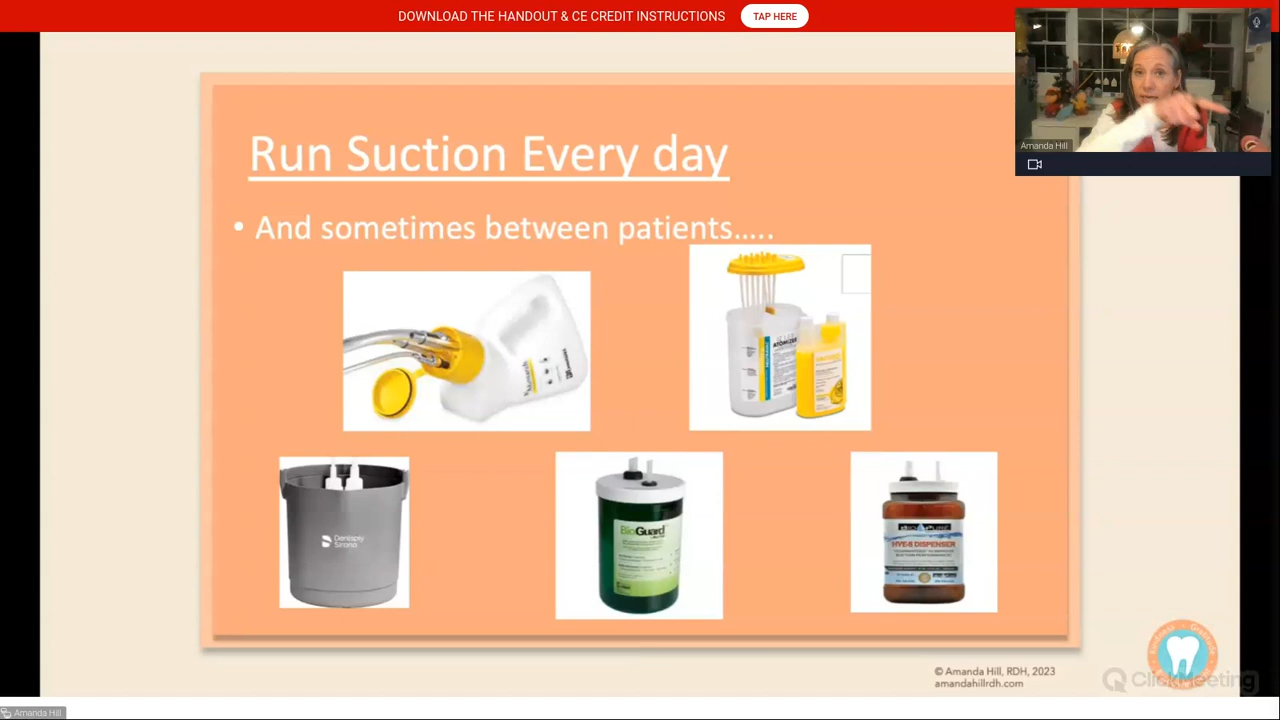 DOWNLOAD THE HANDOUT & CE CREDIT INSTRUCTIONS
TAP HERE
Amanda Hill
Run Suction Every day
• And sometimes between patients.....
Dentsply
Sirona
BioGuard
HVE-S DISPENSER
© Amanda Hill, RDH, 2023
amandahillrdh.com
ClickMeeting
Amanda Hill